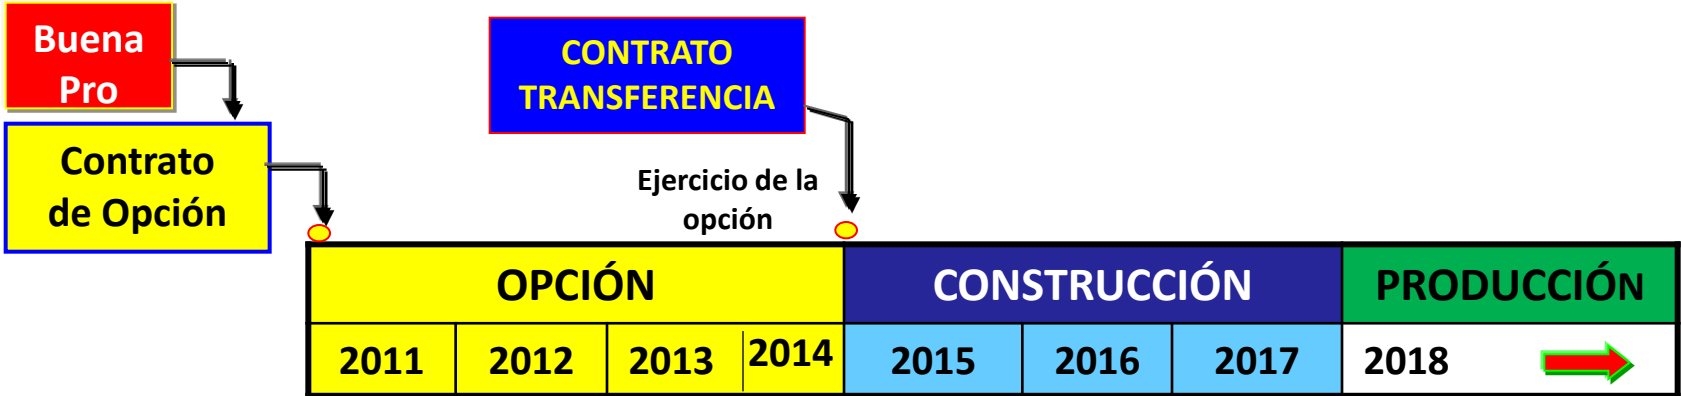 Buena
Pro
Contrato
de Opción
CONTRATO
TRANSFERENCIA
Ejercicio de la
opción
OPCIÓN CONSTRUCCIÓN PRODUCCIÓN
2011 2012 2013 2014 2015 2016 2017 2018